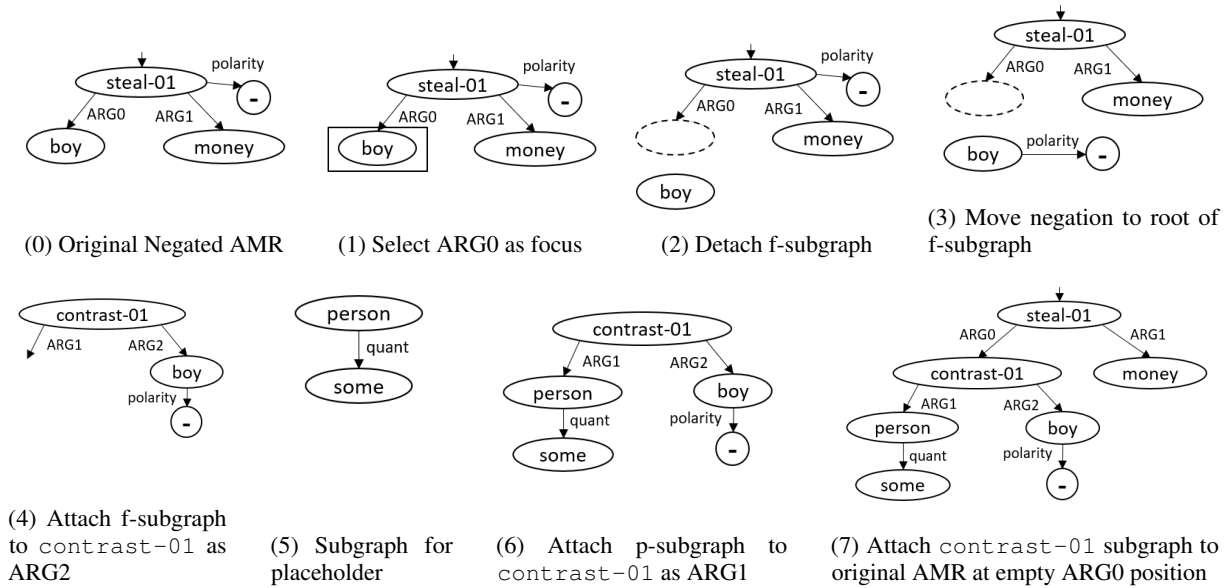 steal-01
polarity
-
ARG0
ARG1
boy
money
(0) Original Negated AMR
steal-01
polarity
-
ARG0
ARG1
boy
money
(1) Select ARG0 as focus
steal-01
polarity
-
ARG0
ARG1
money
boy
(2) Detach f-subgraph
steal-01
ARG0
ARG1
money
boy
polarity
-
(3) Move negation to root of
f-subgraph
contrast-01
ARG1
ARG2
boy
polarity
-
(4) Attach f-subgraph
to contrast-01 as
ARG2
person
quant
some
(5) Subgraph for
placeholder
contrast-01
ARG1
ARG2
person
boy
quant
polarity
some
-
(6) Attach p-subgraph to
contrast-01 as ARG1
steal-01
ARG0
ARG1
contrast-01
money
ARG1
ARG2
person
boy
quant
polarity
some
-
(7) Attach contrast-01 subgraph to
original AMR at empty ARG0 position